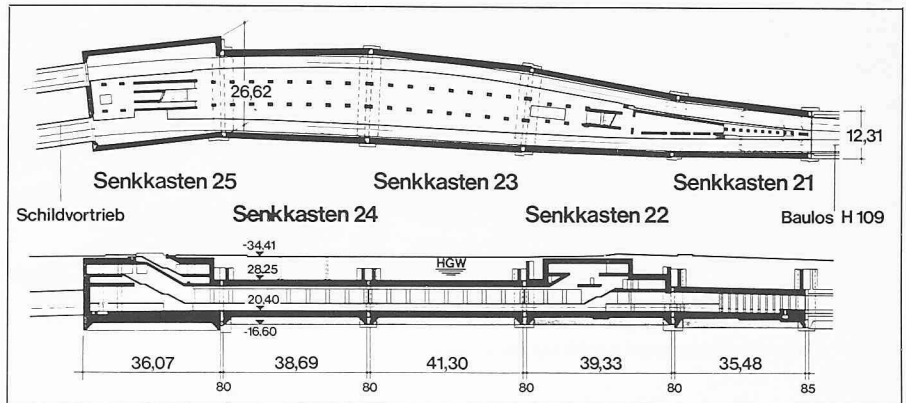 26,62
12,31
Senkkasten 25 Senkkasten 23 Senkkasten 21
Schildvortrieb Senkkasten 24 Senkkasten 22 Baulos H 109
-34,41
HGW
28,25
20,40
-16,60
36,07 38,69 41,30 39,33 35,48
80 80 80 80 85